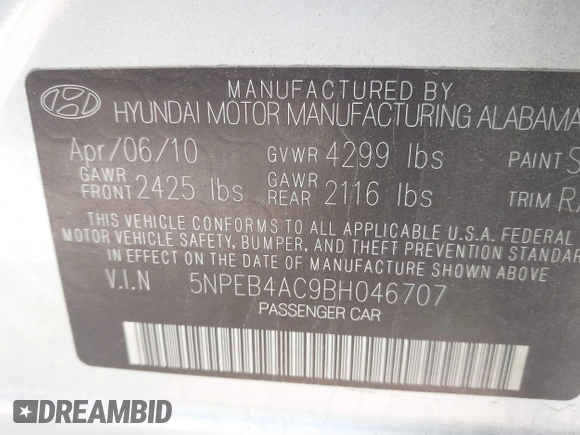 MANUFACTURED BY
HYUNDAI MOTOR MANUFACTURING ALABAMA
Apr/06/10 GVWR 4299 lbs PAINT S
GAWR FRONT 2425 lbs GAWR REAR 2116 lbs TRIM RA
THIS VEHICLE CONFORMS TO ALL APPLICABLE U.S.A. FEDERAL
MOTOR VEHICLE SAFETY, BUMPER, AND THEFT PREVENTION STANDARD
IN EFFECT ON THE DATE OF MANUFACTURE SHOWN ABOVE.
V.I.N 5NPEB4AC9BH046707
PASSENGER CAR
DREAMBID